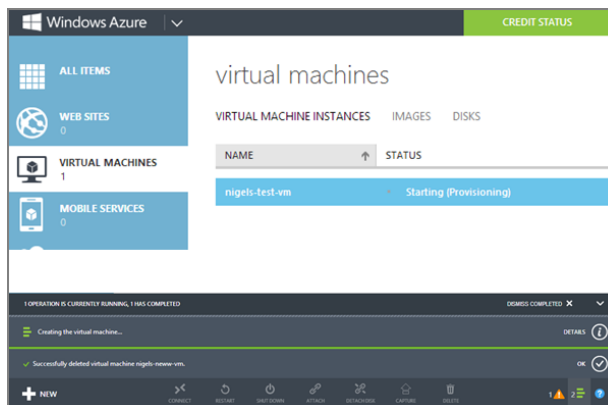 Windows Azure
CREDIT STATUS
ALL ITEMS
WEB SITES
0
VIRTUAL MACHINES
1
MOBILE SERVICES
0
virtual machines
VIRTUAL MACHINE INSTANCES IMAGES DISKS
NAME STATUS
nigels-test-vm Starting (Provisioning)
1 OPERATION IS CURRENTLY RUNNING, 1 HAS COMPLETED DISMISS COMPLETED
Creating the virtual machine... DETAILS
Successfully deleted virtual machine nigels-neww-vm. OK
NEW CONNECT RESTART SHUT DOWN ATTACH DETACH DISK CAPTURE DELETE 1 2 ?